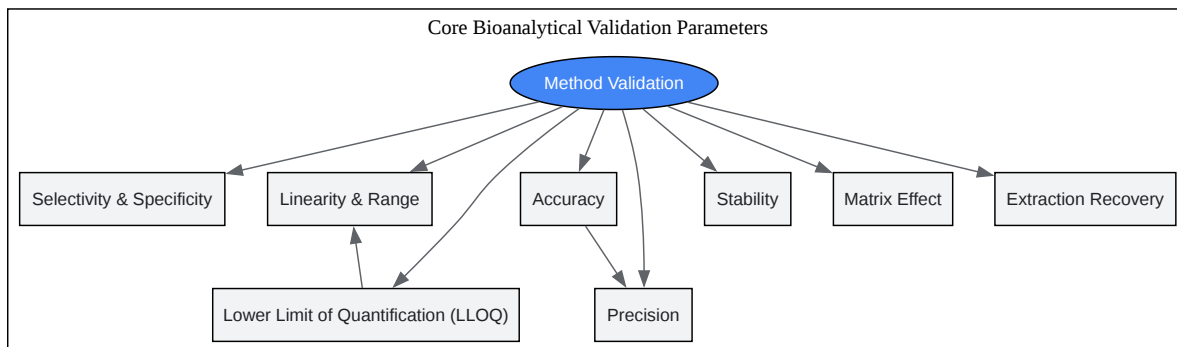 Core Bioanalytical Validation Parameters
Method Validation
Selectivity & Specificity
Linearity & Range
Accuracy
Stability
Matrix Effect
Extraction Recovery
Lower Limit of Quantification (LLOQ)
Precision